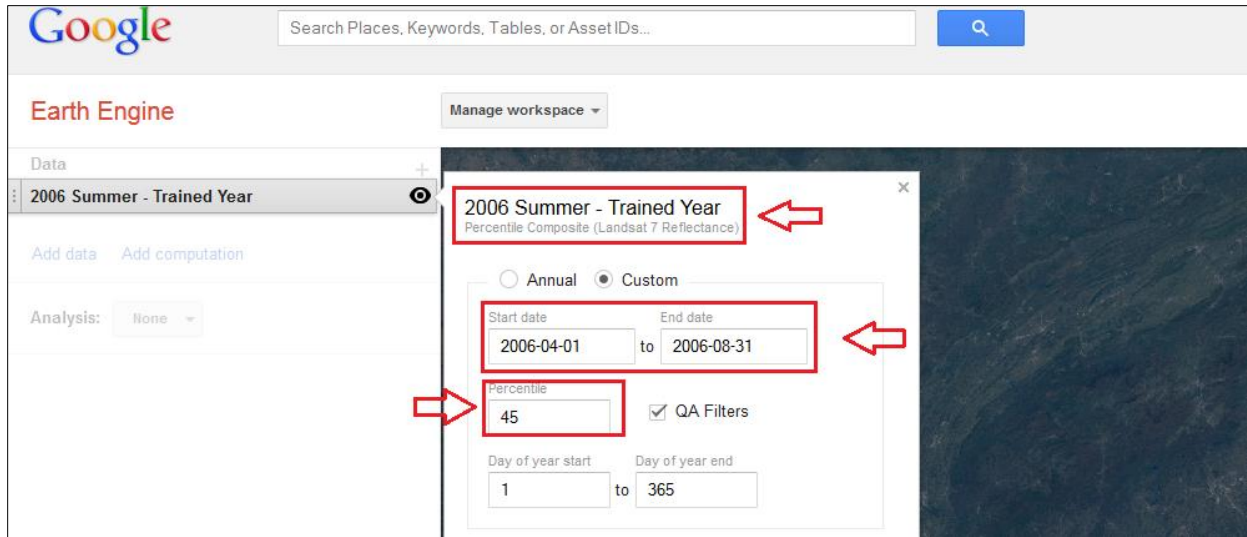 Google
Search Places, Keywords, Tables, or Asset IDs...
Earth Engine
Manage workspace
Data
2006 Summer - Trained Year
Add data Add computation
Analysis: None
2006 Summer - Trained Year
Percentile Composite (Landsat 7 Reflectance)
Annual Custom
Start date End date
2006-04-01 to 2006-08-31
Percentile
45 QA Filters
Day of year start Day of year end
1 to 365